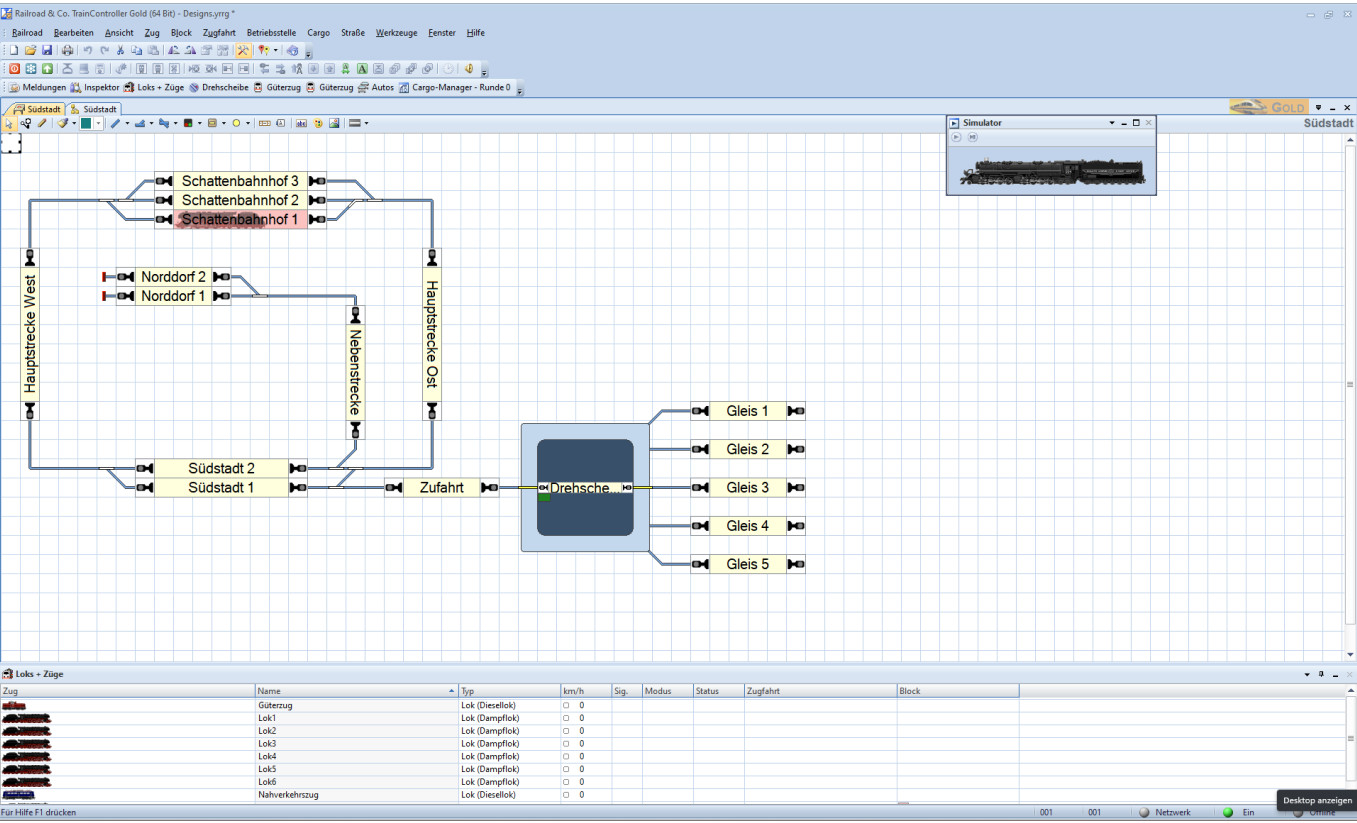 Railroad & Co. TrainController Gold (64 Bit) - Designs.yrrg *
Railroad Bearbeiten Ansicht Zug Block Zugfahrt Betriebsstelle Cargo Straße Werkzeuge Fenster Hilfe
Meldungen Inspektor Loks + Züge Drehscheibe Güterzug Güterzug Autos Cargo-Manager - Runde 0
Südstadt Südstadt GOLD
Simulator
Südstadt
Schattenbahnhof 3
Schattenbahnhof 2
Schattenbahnhof 1
Norddorf 2
Norddorf 1
Hauptstrecke West
Nebenstrecke
Hauptstrecke Ost
Gleis 1
Gleis 2
Südstadt 2
Südstadt 1
Zufahrt
Drehsche...
Gleis 3
Gleis 4
Gleis 5
Loks + Züge
Zug Name Typ km/h Sig. Modus Status Zugfahrt Block
Güterzug Lok (Diesellok) 0
Lok1 Lok (Dampflok) 0
Lok2 Lok (Dampflok) 0
Lok3 Lok (Dampflok) 0
Lok4 Lok (Dampflok) 0
Lok5 Lok (Dampflok) 0
Lok6 Lok (Dampflok) 0
Nahverkehrszug Lok (Diesellok) 0
Desktop anzeigen
Für Hilfe F1 drücken 001 001 Netzwerk Ein Offline